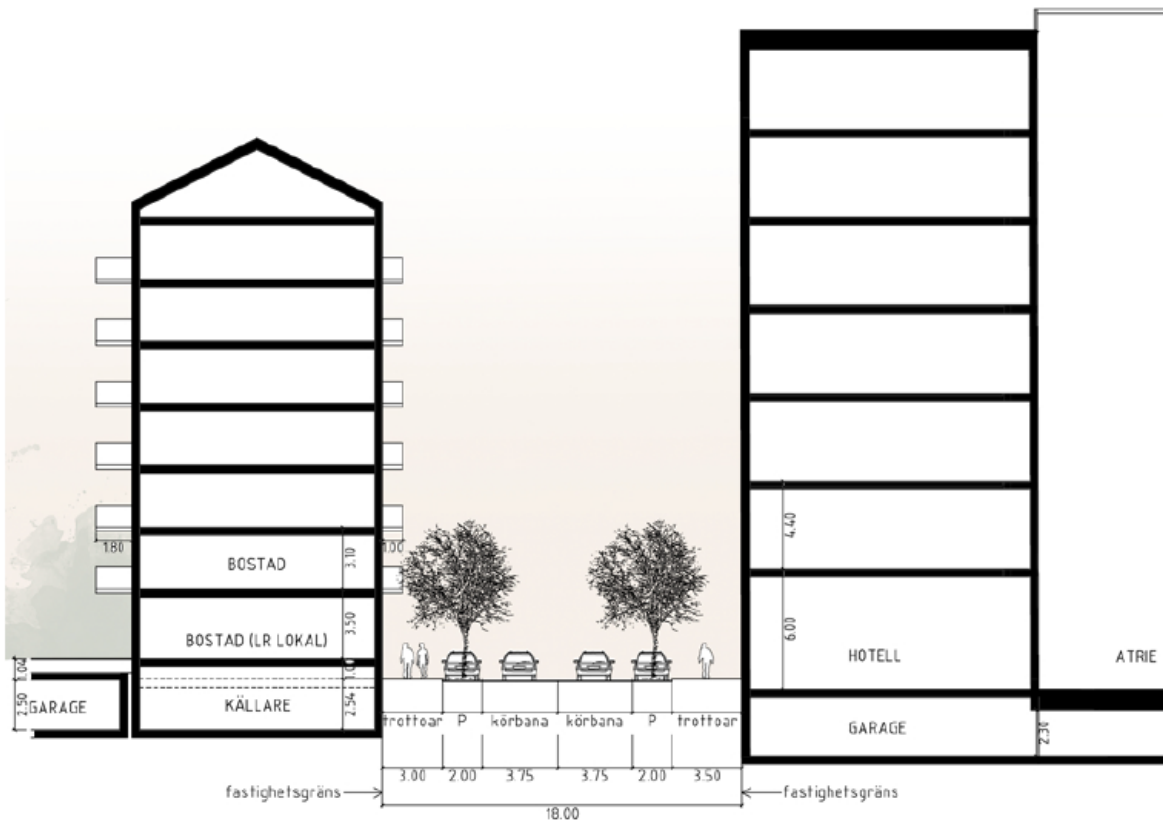 4.40
1.80
1.00
BOSTAD
3.10
6.00
BOSTAD (LR LOKAL)
3.50
HOTELL
ATRIE
1.04
1.00
2.50
GARAGE
KÄLLARE
2.54
trottoar P körbana körbana P trottoar
GARAGE
2.30
3.00 2.00 3.75 3.75 2.00 3.50
fastighetsgräns
fastighetsgräns
18.00